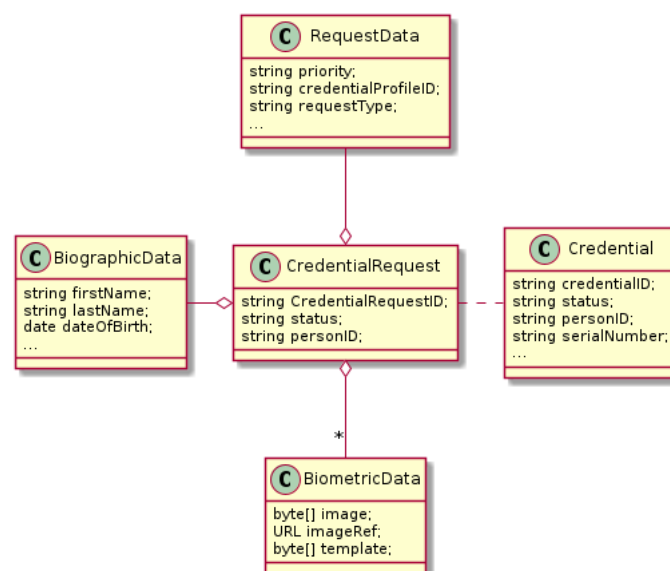 C RequestData
string priority;
string credentialProfileID;
string requestType;
...
C BiographicData
string firstName;
string lastName;
date dateOfBirth;
...
C CredentialRequest
string CredentialRequestID;
string status;
string personID;
C Credential
string credentialID;
string status;
string personID;
string serialNumber;
...
*
C BiometricData
byte[] image;
URL imageRef;
byte[] template;